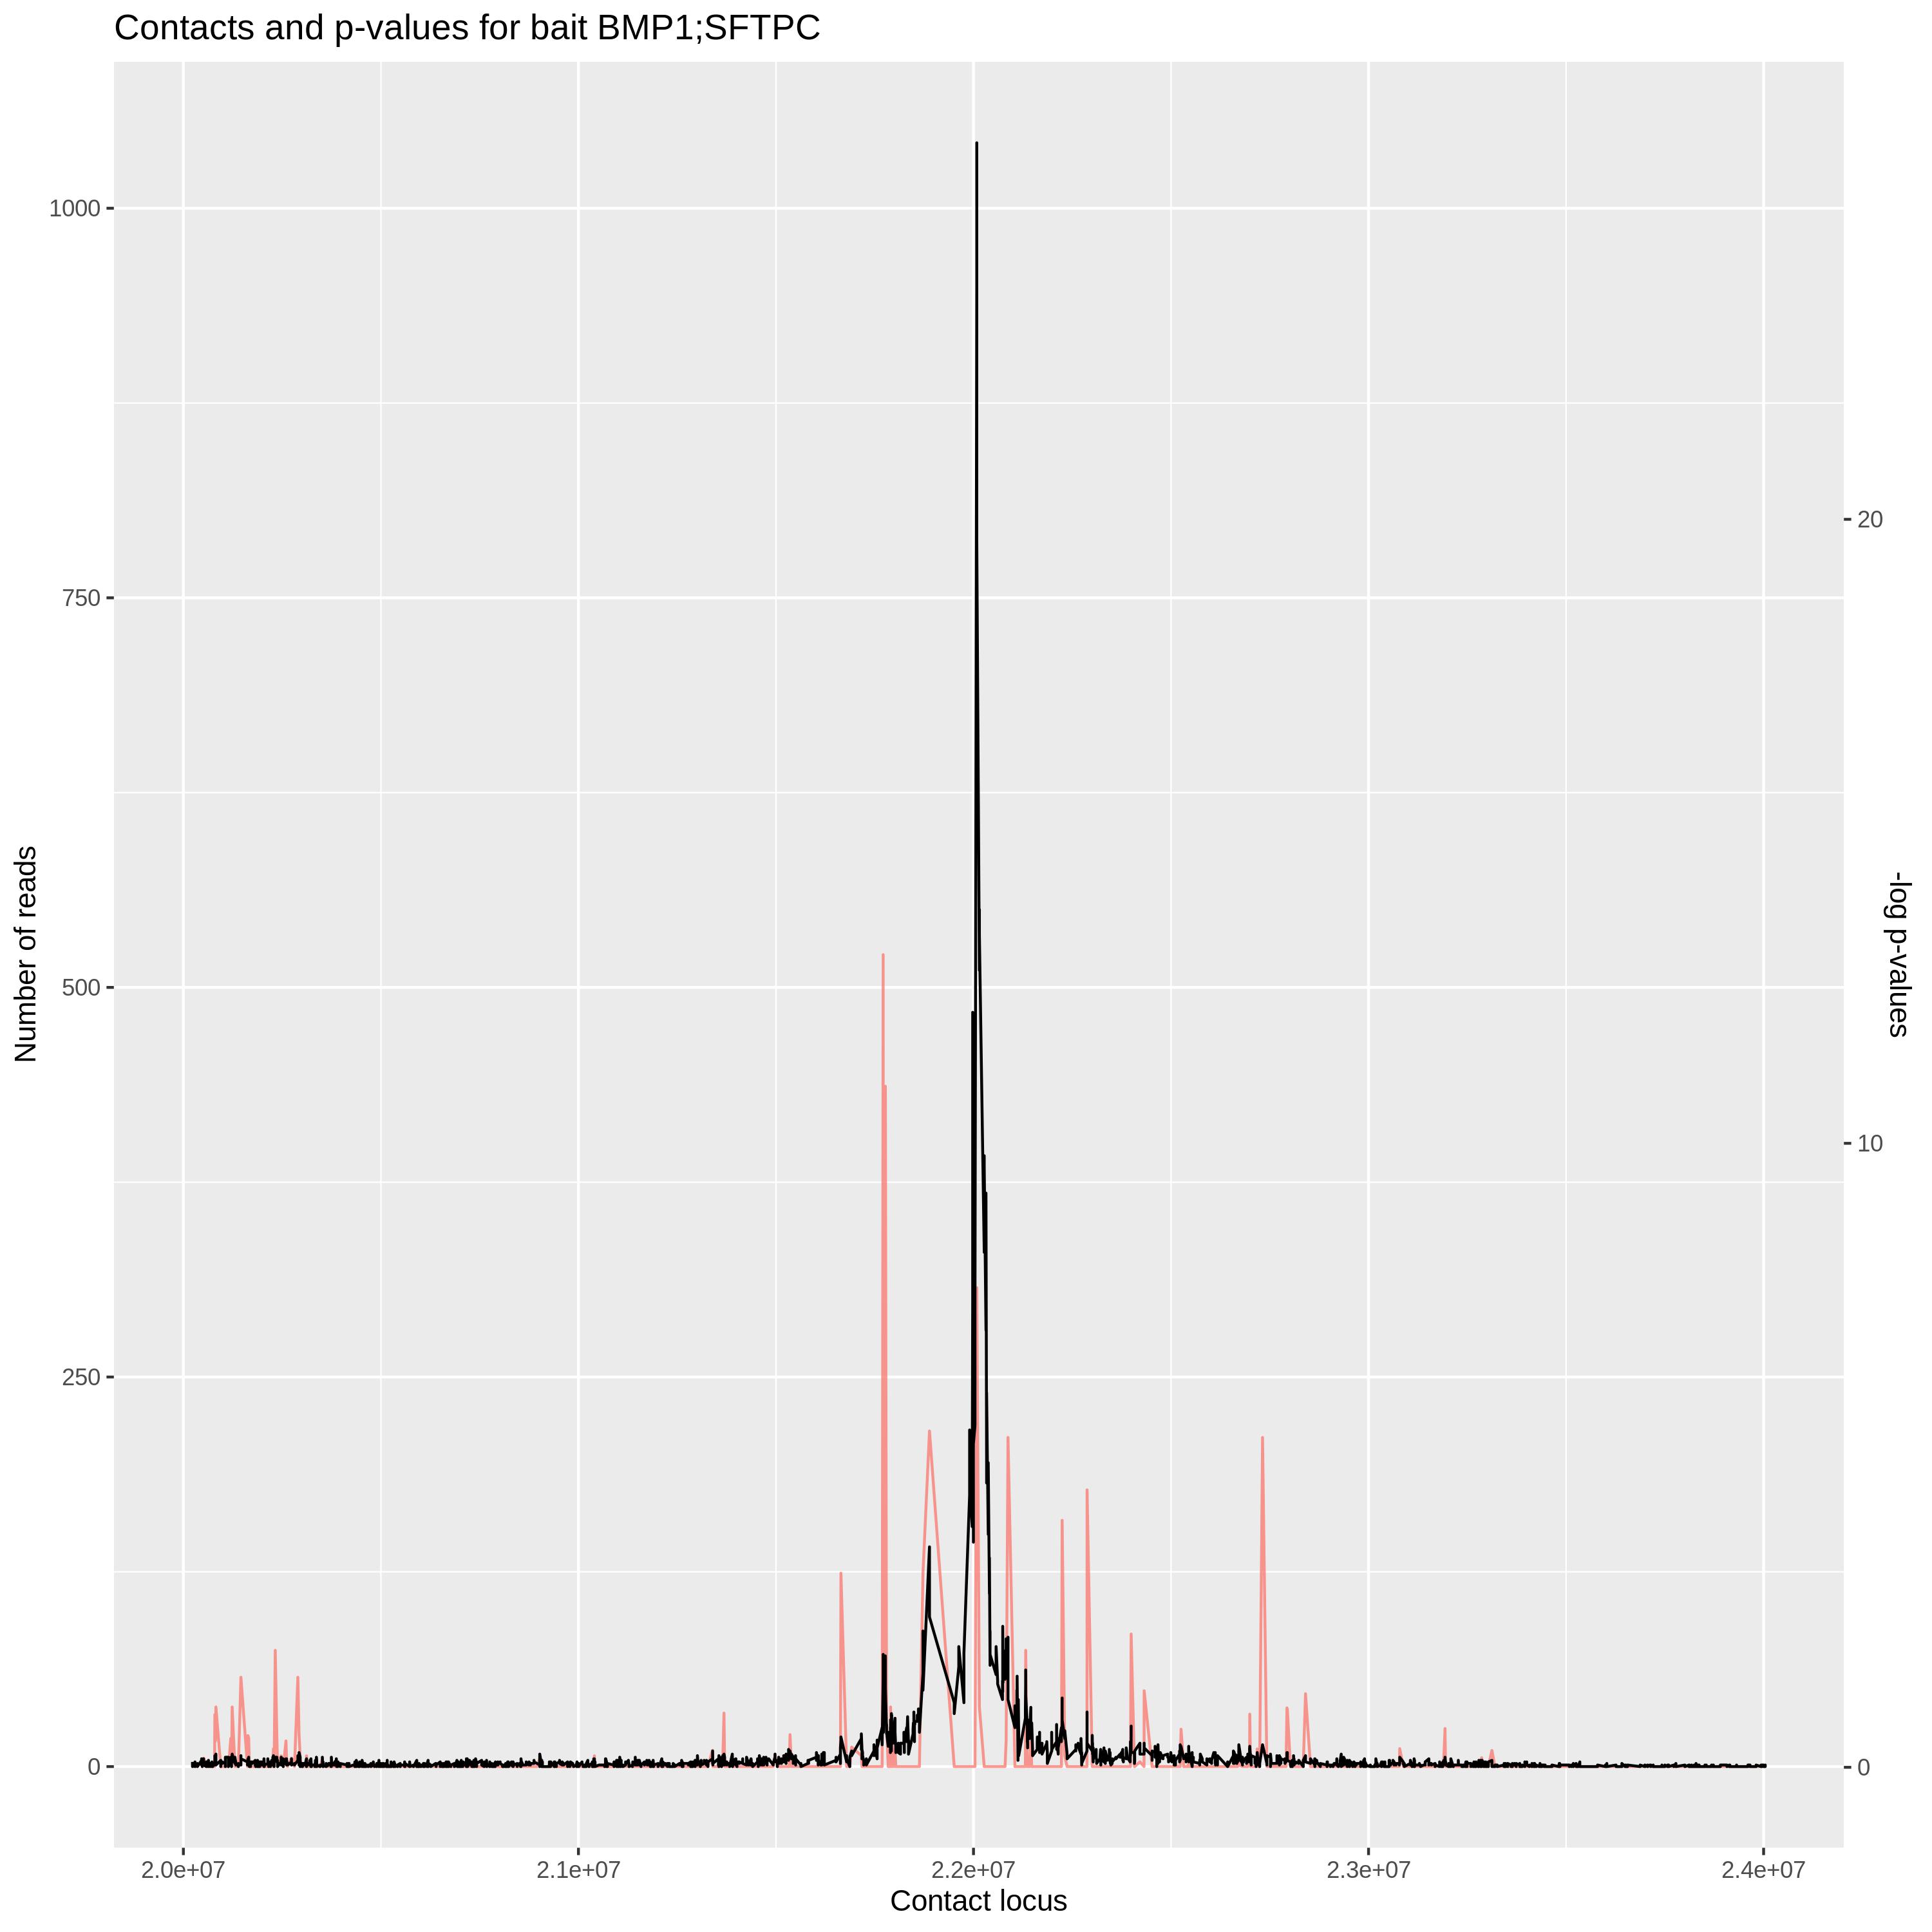 Contacts and p-values for bait BMP1;SFTPC
1000
750
500
250
0
Number of reads
20
10
0
-log p-values
2.0e+07
2.1e+07
2.2e+07
2.3e+07
2.4e+07
Contact locus